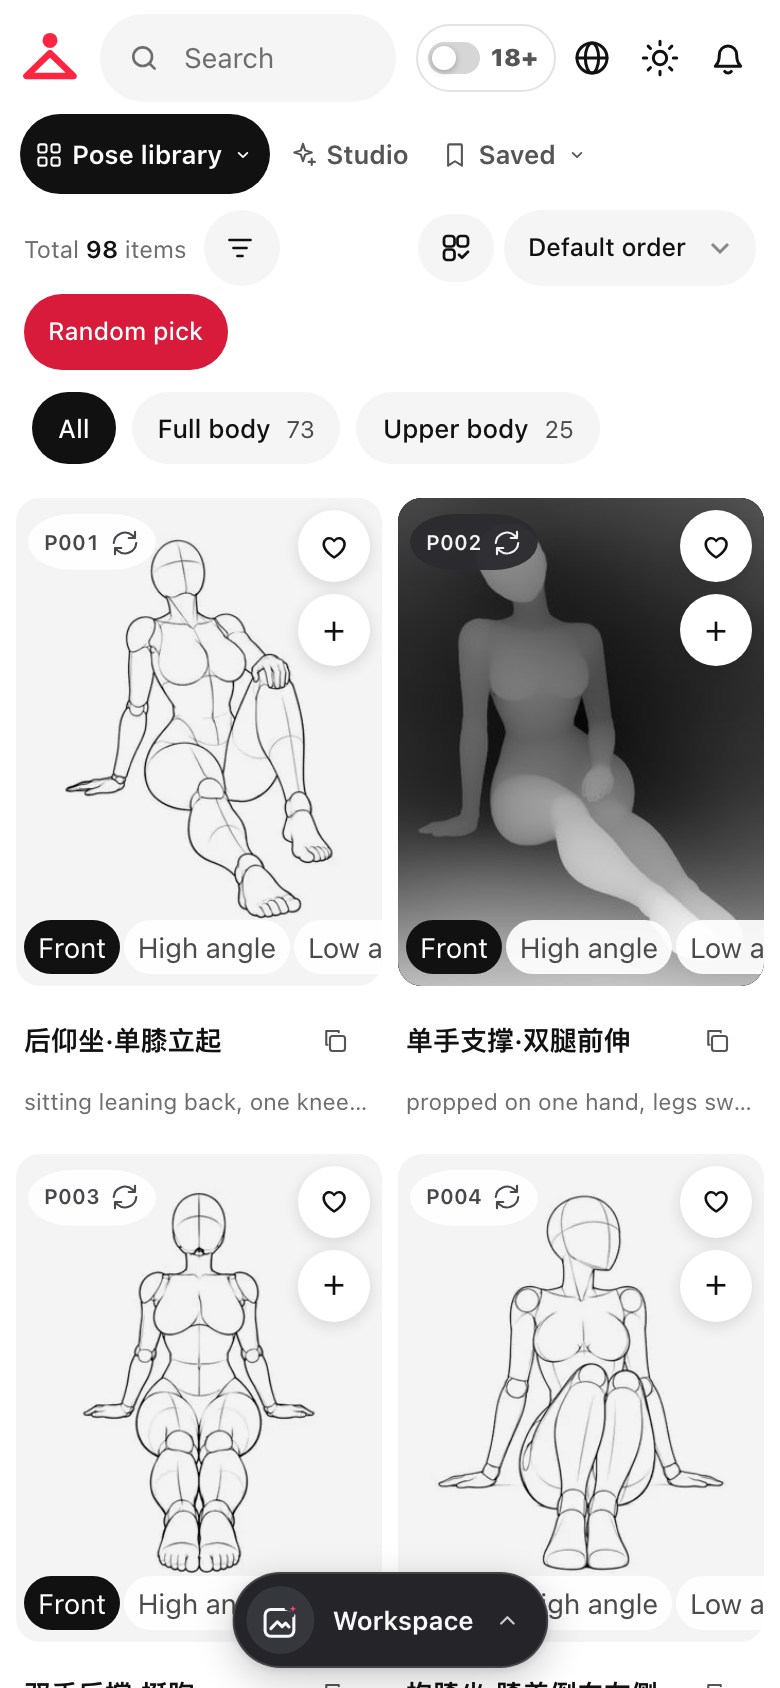 Search
18+
Pose library
Studio
Saved
Total 98 items
Default order
Random pick
All
Full body 73
Upper body 25
P001
P002
Front
High angle
Low a
Front
High angle
Low a
后仰坐·单膝立起
单手支撑·双腿前伸
sitting leaning back, one knee...
propped on one hand, legs sw...
P003
P004
Front
High an
Workspace
igh angle
Low a